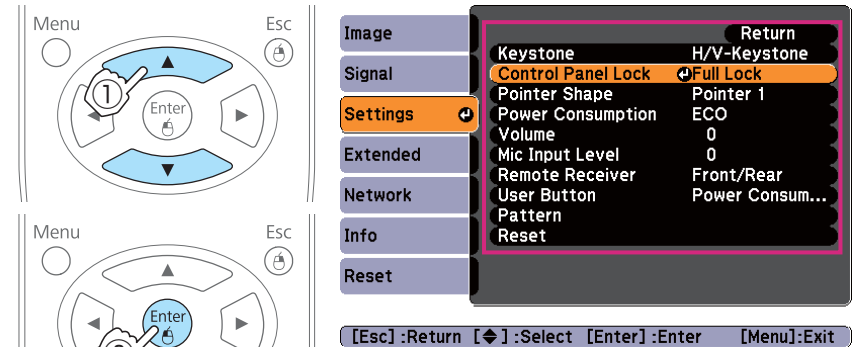 Menu
Esc
1
Enter
Menu
Esc
Enter
Image
Signal
Settings
Extended
Network
Info
Reset
Return
Keystone H/V-Keystone
Control Panel Lock Full Lock
Pointer Shape Pointer 1
Power Consumption ECO
Volume 0
Mic Input Level 0
Remote Receiver Front/Rear
User Button Power Consum...
Pattern
Reset
[Esc] :Return [◆] :Select [Enter] :Enter [Menu]:Exit